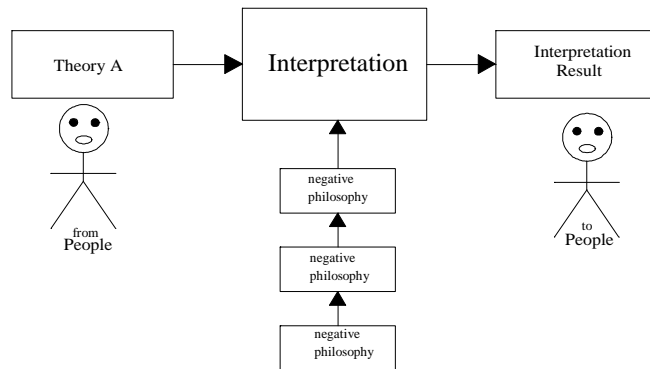 Theory A
Interpretation
Interpretation
Result
negative
philosophy
from
People
to
People
negative
philosophy
negative
philosophy